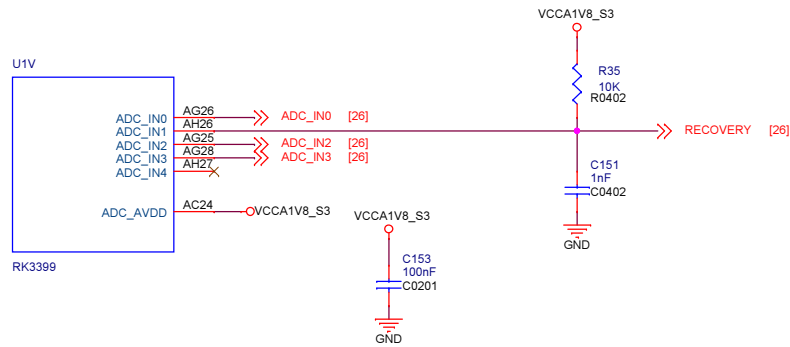 VCCA1V8_S3
U1V
R35
10K
R0402
ADC_IN0 AG26 ADC_IN0 [26]
ADC_IN1 AH26 RECOVERY [26]
ADC_IN2 AG25 ADC_IN2 [26]
ADC_IN3 AG28 ADC_IN3 [26]
ADC_IN4 AH27
C151
1nF
C0402
ADC_AVDD AC24 VCCA1V8_S3
VCCA1V8_S3
GND
RK3399
C153
100nF
C0201
GND